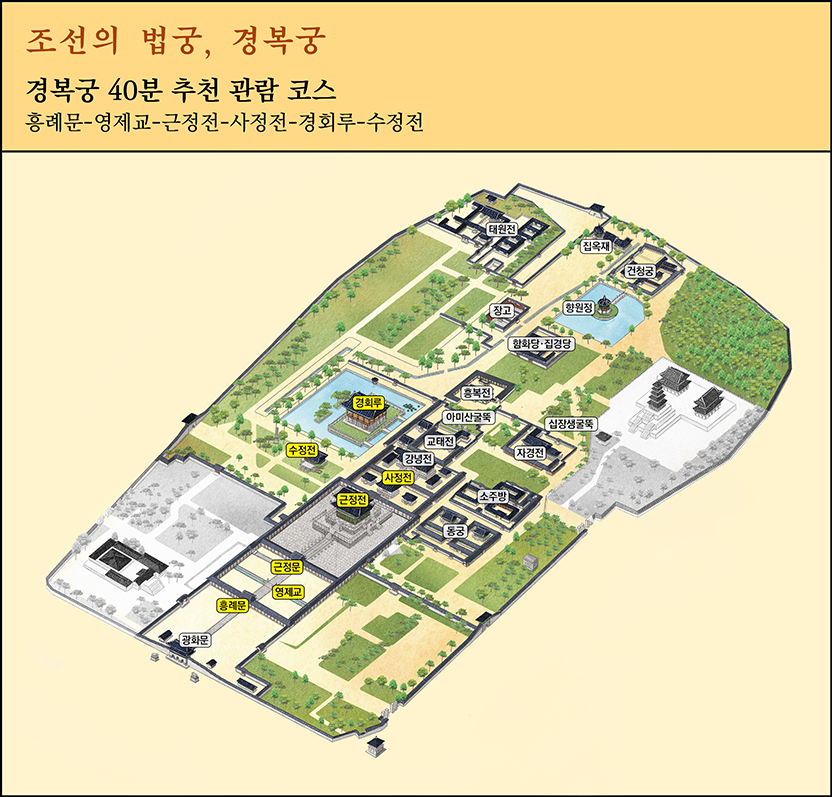 조선의 법궁, 경복궁
경복궁 40분 추천 관람 코스
흥례문-영제교-근정전-사정전-경회루-수정전
태원전
집옥재
건청궁
장고
향원정
함화당·집경당
흥복전
경회루
아미산굴뚝
십장생굴뚝
교태전
수정전
강녕전
자경전
사정전
소주방
근정전
동궁
근정문
영제교
흥례문
광화문